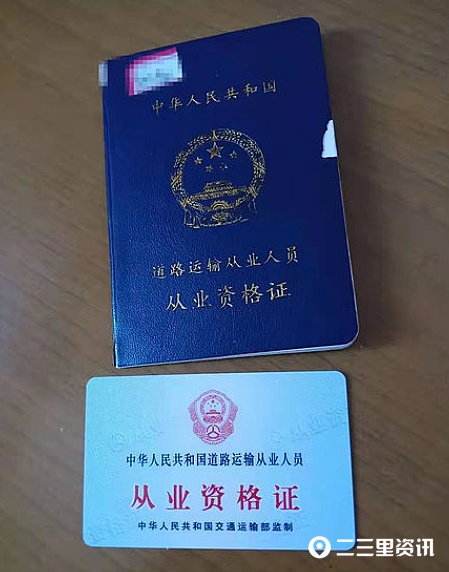 中华人民共和国
道路运输从业人员
从业资格证
中华人民共和国道路运输从业人员
从业资格证
中华人民共和国交通运输部监制
二三里资讯